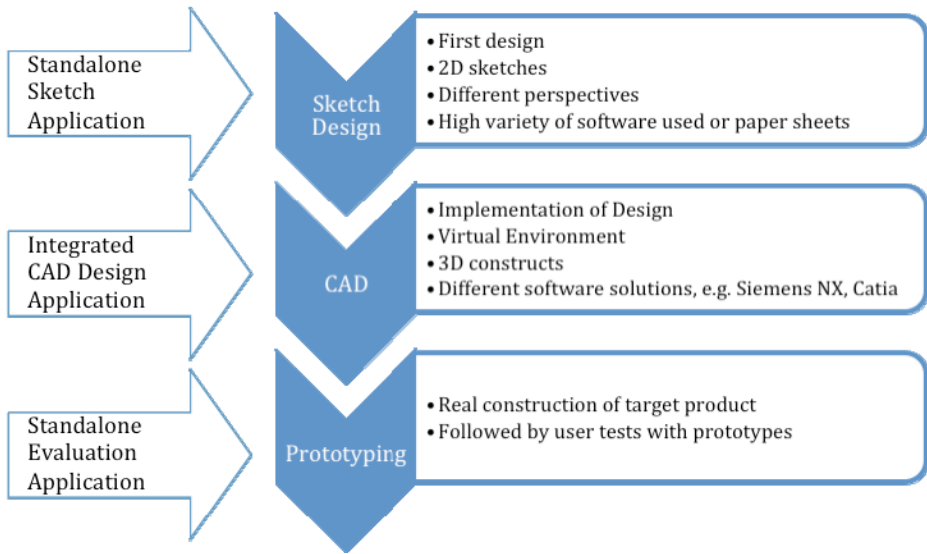 Standalone
Sketch
Application
Sketch
Design
• First design
• 2D sketches
• Different perspectives
• High variety of software used or paper sheets
Integrated
CAD Design
Application
CAD
• Implementation of Design
• Virtual Environment
• 3D constructs
• Different software solutions, e.g. Siemens NX, Catia
Standalone
Evaluation
Application
Prototyping
• Real construction of target product
• Followed by user tests with prototypes